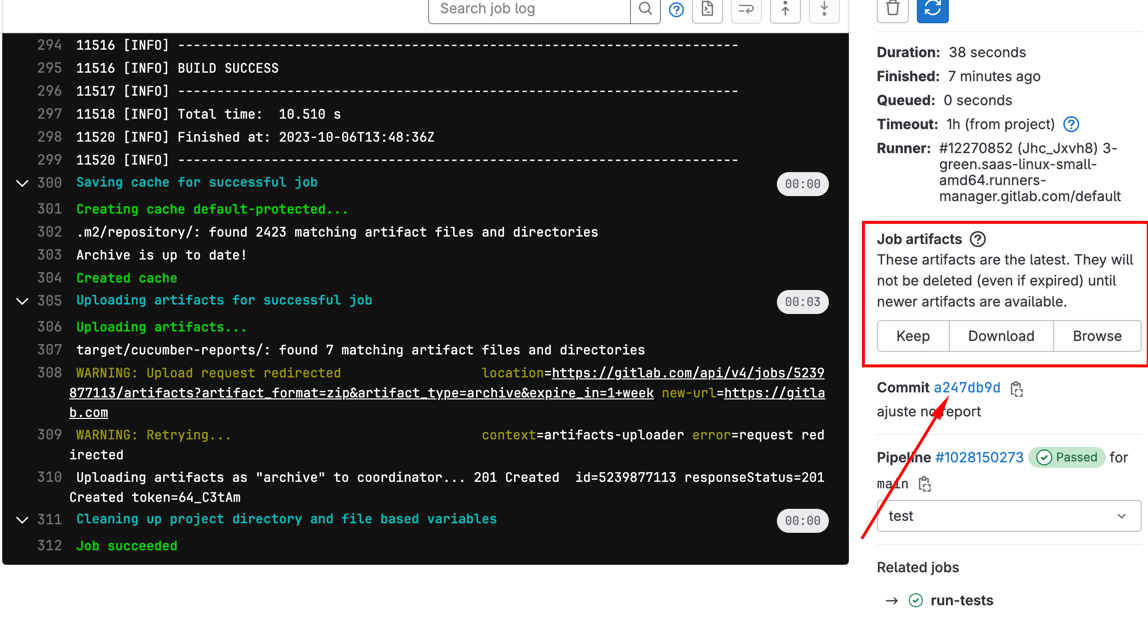 Search job log
294 11516 [INFO] ------------------------------------------------------------------------
295 11516 [INFO] BUILD SUCCESS
296 11517 [INFO] ------------------------------------------------------------------------
297 11518 [INFO] Total time:  10.510 s
298 11520 [INFO] Finished at: 2023-10-06T13:48:36Z
299 11520 [INFO] ------------------------------------------------------------------------
300 Saving cache for successful job 00:00
301 Creating cache default-protected...
302 .m2/repository/: found 2423 matching artifact files and directories
303 Archive is up to date!
304 Created cache
305 Uploading artifacts for successful job 00:03
306 Uploading artifacts...
307 target/cucumber-reports/: found 7 matching artifact files and directories
308 WARNING: Upload request redirected location=https://gitlab.com/api/v4/jobs/5239
877113/artifacts?artifact_format=zip&artifact_type=archive&expire_in=1+week new-url=https://gitla
b.com
309 WARNING: Retrying... context=artifacts-uploader error=request red
irected
310 Uploading artifacts as "archive" to coordinator... 201 Created  id=5239877113 responseStatus=201
Created token=64_C3tAm
311 Cleaning up project directory and file based variables 00:00
312 Job succeeded
Duration: 38 seconds
Finished: 7 minutes ago
Queued: 0 seconds
Timeout: 1h (from project)
Runner: #12270852 (Jhc_Jxvh8) 3-
green.saas-linux-small-
amd64.runners-
manager.gitlab.com/default
Job artifacts
These artifacts are the latest. They will
not be deleted (even if expired) until
newer artifacts are available.
Keep Download Browse
Commit a247db9d
ajuste no report
Pipeline #1028150273 Passed for
main
test
Related jobs
→ run-tests